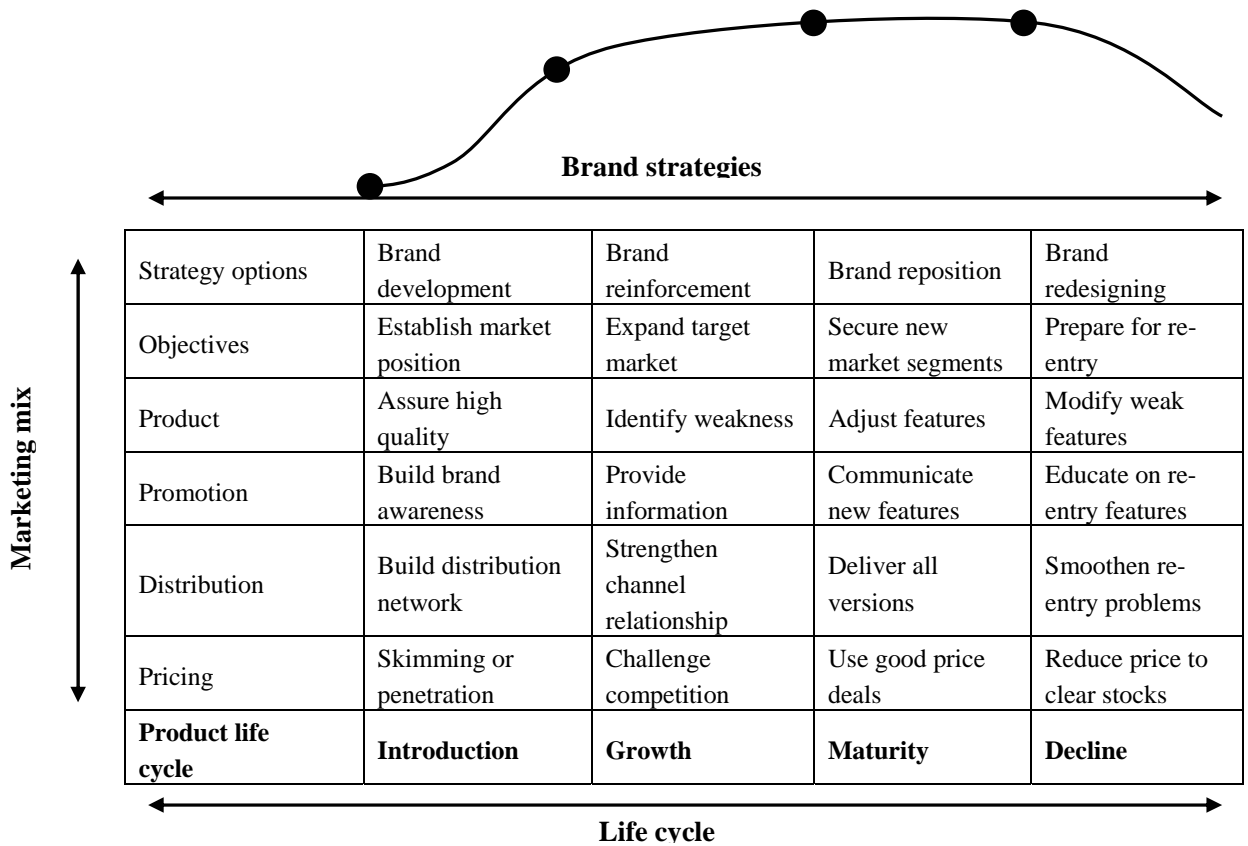 Brand strategies
Marketing mix
Strategy options
Brand
development
Brand
reinforcement
Brand reposition
Brand
redesigning
Objectives
Establish market
position
Expand target
market
Secure new
market segments
Prepare for re-
entry
Product
Assure high
quality
Identify weakness
Adjust features
Modify weak
features
Promotion
Build brand
awareness
Provide
information
Communicate
new features
Educate on re-
entry features
Distribution
Build distribution
network
Strengthen
channel
relationship
Deliver all
versions
Smoothen re-
entry problems
Pricing
Skimming or
penetration
Challenge
competition
Use good price
deals
Reduce price to
clear stocks
Product life
cycle
Introduction
Growth
Maturity
Decline
Life cycle